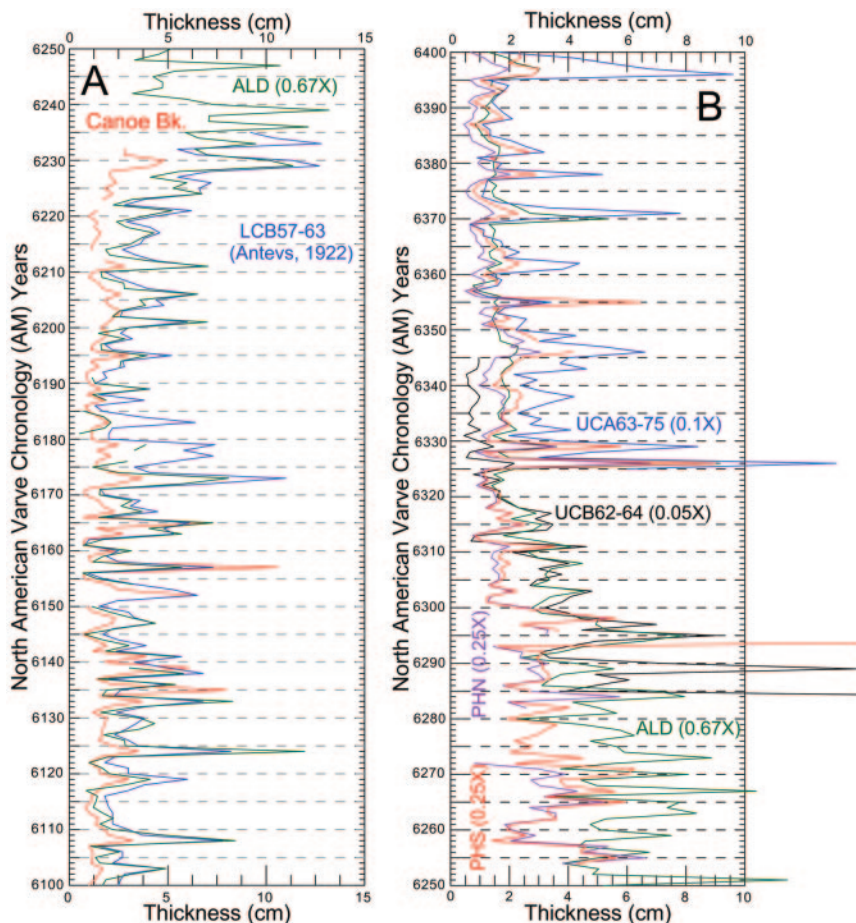 Thickness (cm)
0 5 10 15
A
ALD (0.67X)
Canoe Bk.
LCB57-63
(Antevs, 1922)
North American Varve Chronology (AM) Years
6250
6240
6230
6220
6210
6200
6190
6180
6170
6160
6150
6140
6130
6120
6110
6100
0 5 10 15
Thickness (cm)
Thickness (cm)
0 2 4 6 8 10
B
UCA63-75 (0.1X)
UCB62-64 (0.05X)
PHN (0.25X)
ALD (0.67X)
PHS (0.25X)
North American Varve Chronology (AM) Years
6400
6390
6380
6370
6360
6350
6340
6330
6320
6310
6300
6290
6280
6270
6260
6250
0 2 4 6 8 10
Thickness (cm)